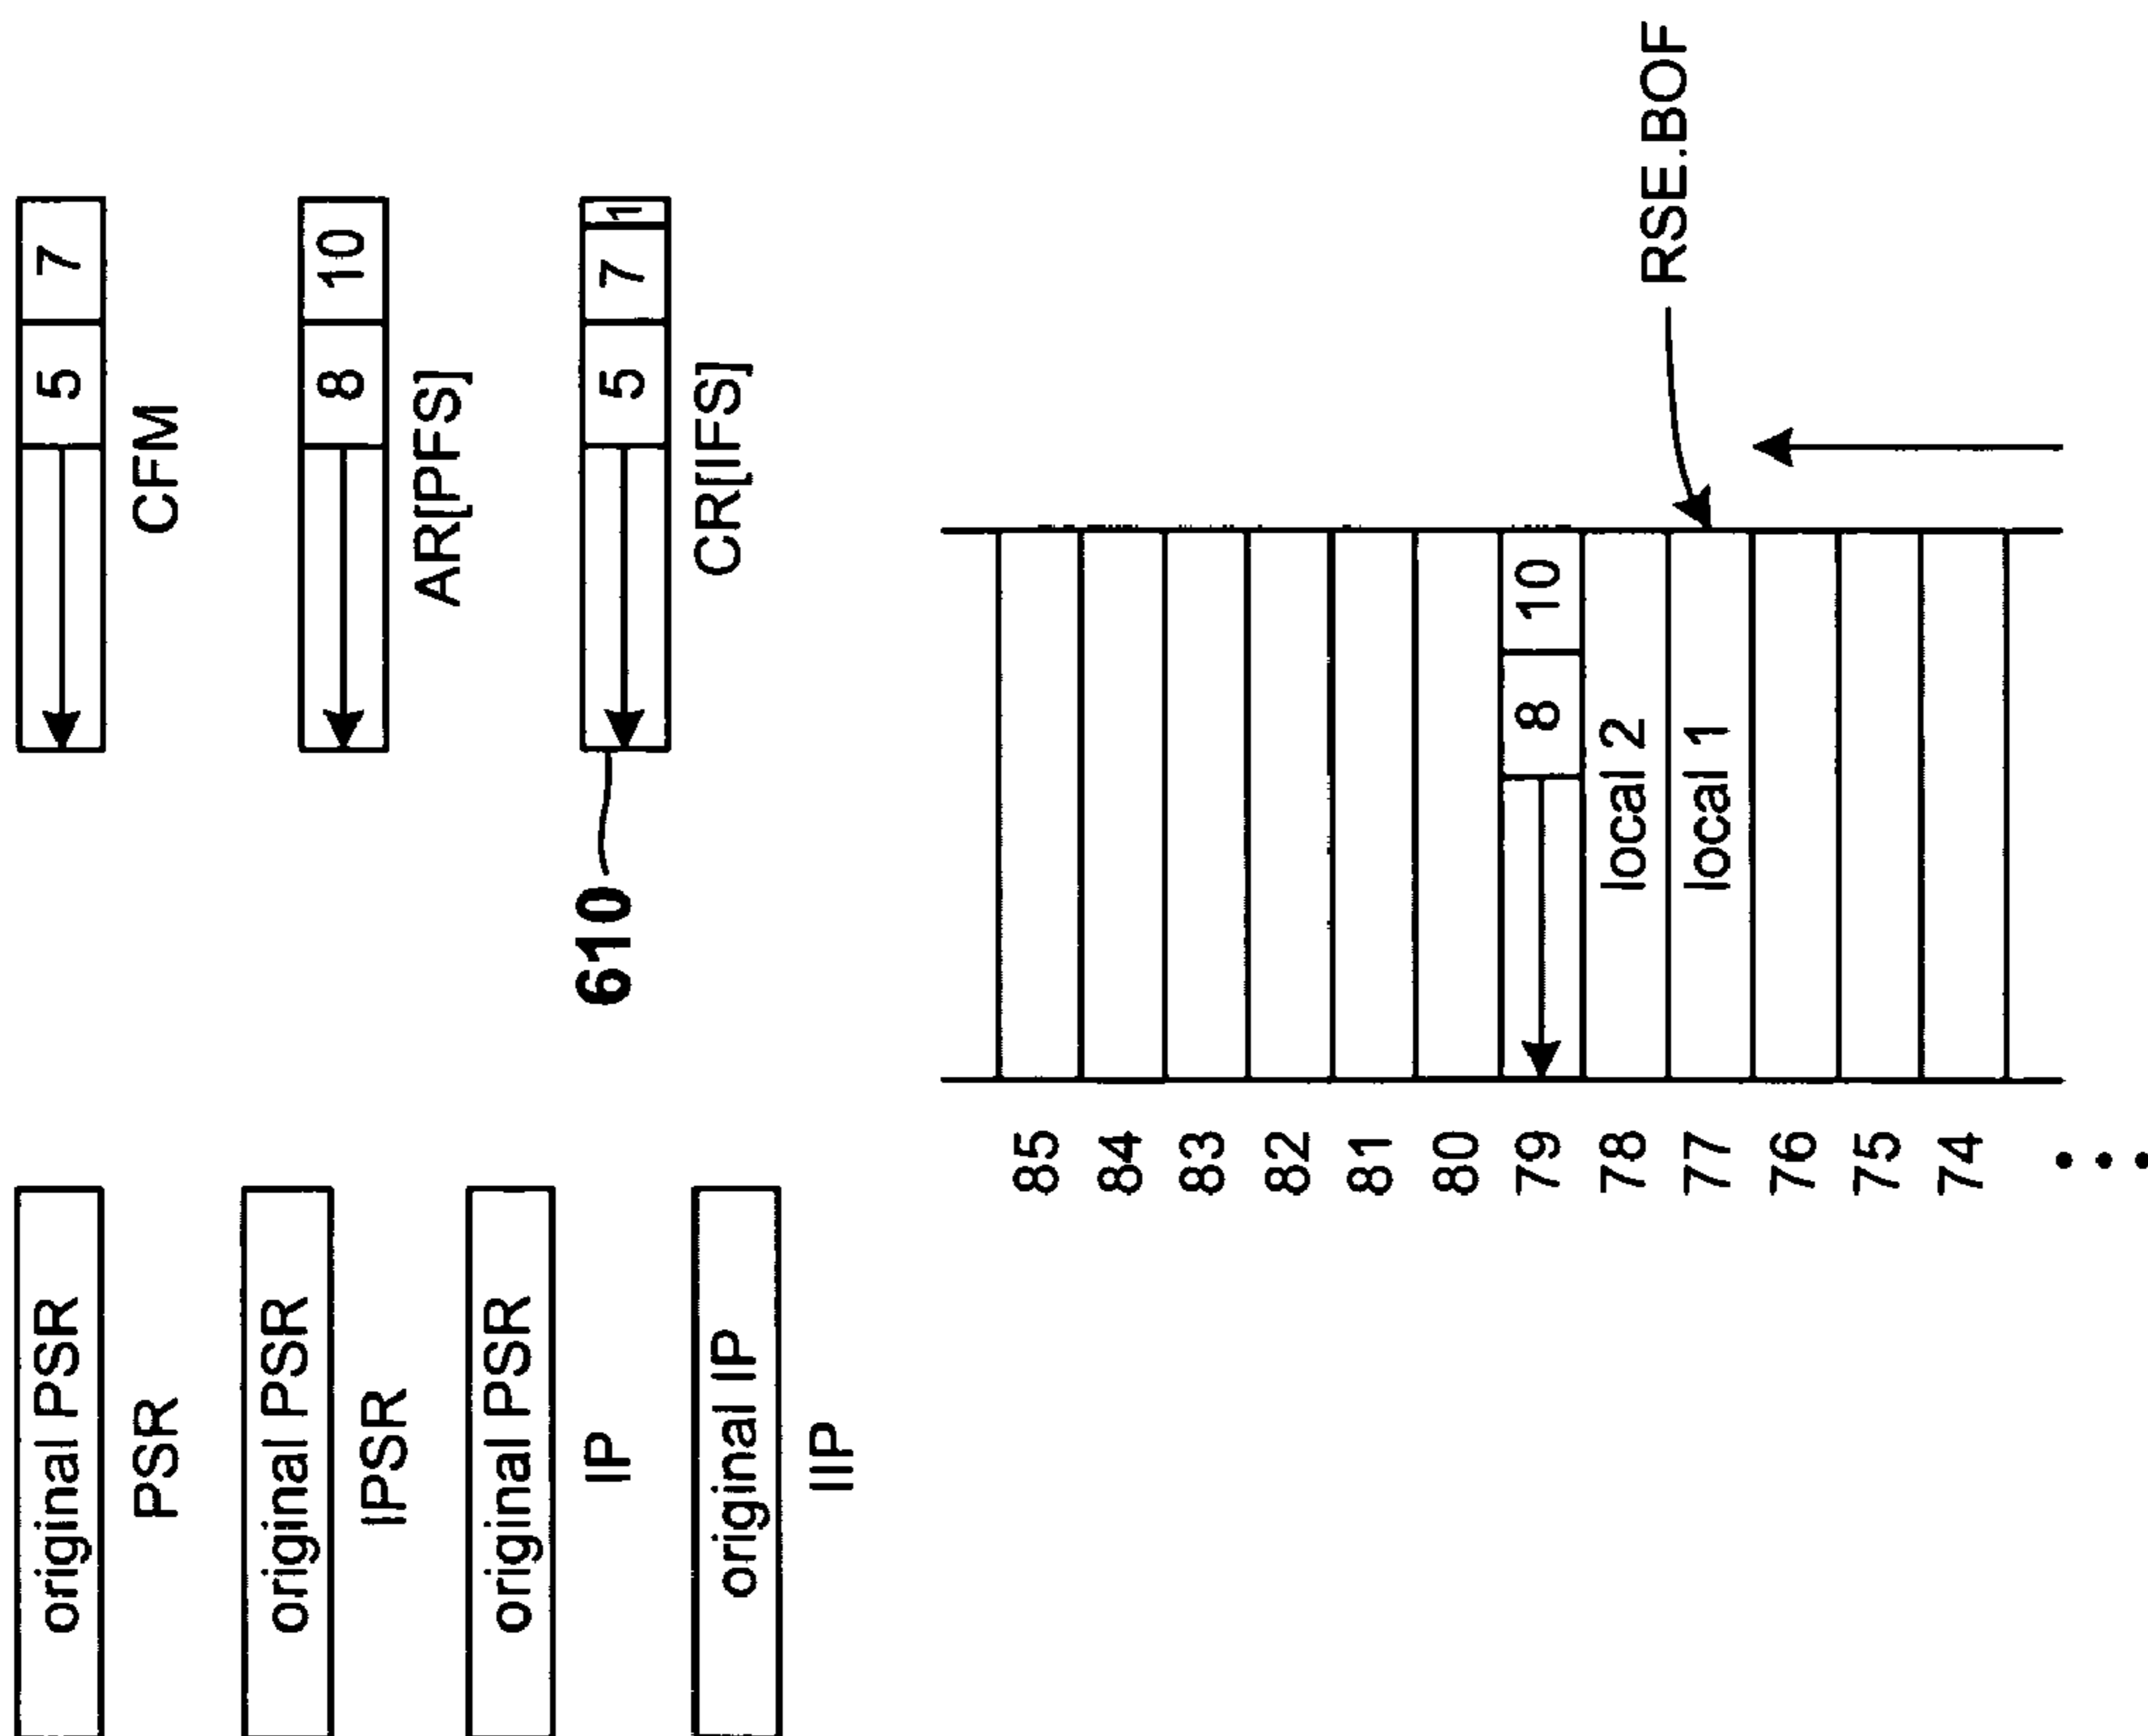 original PSR
PSR
original PSR
IPSR
original PSR
IP
original IP
IIP
5 7
CFM
8 10
AR[PFS]
610
5 7 1
CR[IFS]
85
84
83
82
81
80
79 8 10
78 local 2
77 local 1
RSE.BOF
76
75
74